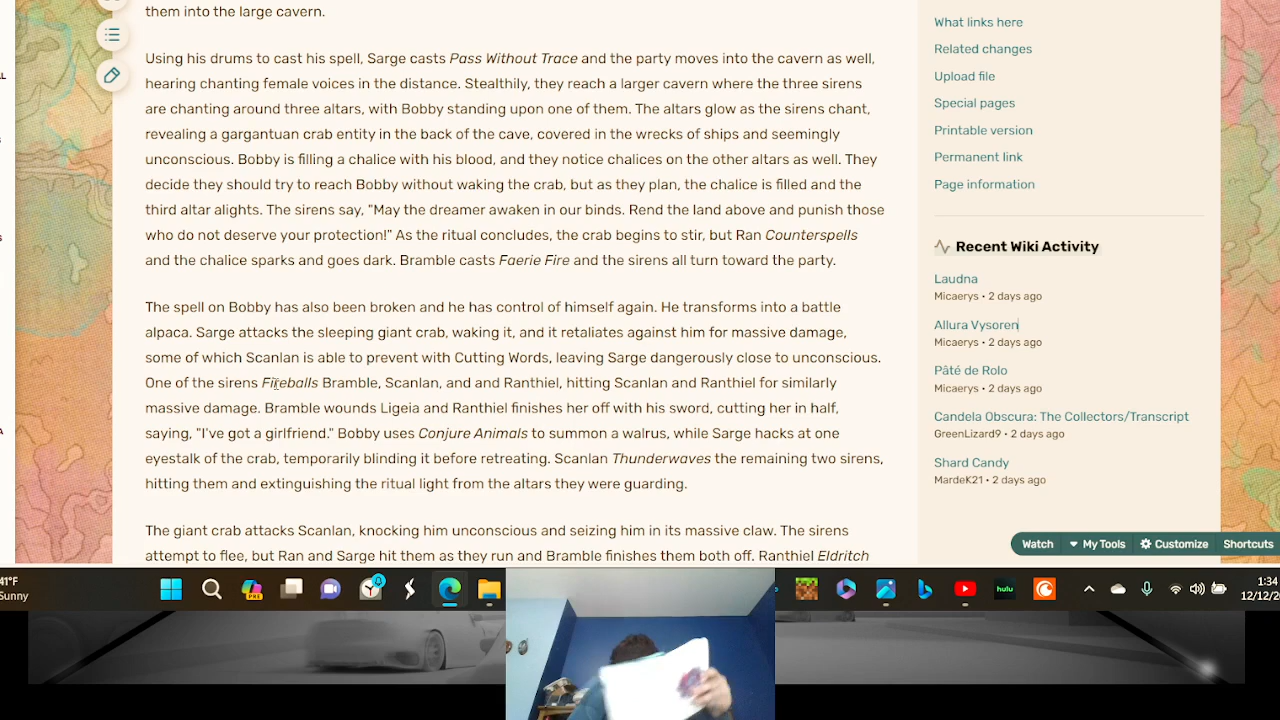 them into the large cavern.
Using his drums to cast his spell, Sarge casts Pass Without Trace and the party moves into the cavern as well,
hearing chanting female voices in the distance. Stealthily, they reach a larger cavern where the three sirens
are chanting around three altars, with Bobby standing upon one of them. The altars glow as the sirens chant,
revealing a gargantuan crab entity in the back of the cave, covered in the wrecks of ships and seemingly
unconscious. Bobby is filling a chalice with his blood, and they notice chalices on the other altars as well. They
decide they should try to reach Bobby without waking the crab, but as they plan, the chalice is filled and the
third altar alights. The sirens say, "May the dreamer awaken in our binds. Rend the land above and punish those
who do not deserve your protection!" As the ritual concludes, the crab begins to stir, but Ran Counterspells
and the chalice sparks and goes dark. Bramble casts Faerie Fire and the sirens all turn toward the party.
The spell on Bobby has also been broken and he has control of himself again. He transforms into a battle
alpaca. Sarge attacks the sleeping giant crab, waking it, and it retaliates against him for massive damage,
some of which Scanlan is able to prevent with Cutting Words, leaving Sarge dangerously close to unconscious.
One of the sirens Fireballs Bramble, Scanlan, and and Ranthiel, hitting Scanlan and Ranthiel for similarly
massive damage. Bramble wounds Ligeia and Ranthiel finishes her off with his sword, cutting her in half,
saying, "I've got a girlfriend." Bobby uses Conjure Animals to summon a walrus, while Sarge hacks at one
eyestalk of the crab, temporarily blinding it before retreating. Scanlan Thunderwaves the remaining two sirens,
hitting them and extinguishing the ritual light from the altars they were guarding.
The giant crab attacks Scanlan, knocking him unconscious and seizing him in its massive claw. The sirens
attempt to flee, but Ran and Sarge hit them as they run and Bramble finishes them both off. Ranthiel Eldritch
What links here
Related changes
Upload file
Special pages
Printable version
Permanent link
Page information
Recent Wiki Activity
Laudna
Micaerys • 2 days ago
Allura Vysoren
Micaerys • 2 days ago
Pâté de Rolo
Micaerys • 2 days ago
Candela Obscura: The Collectors/Transcript
GreenLizard9 • 2 days ago
Shard Candy
MardeK21 • 2 days ago
Watch My Tools Customize Shortcuts
41°F
Sunny
PRE
hulu
1:34
12/12/2